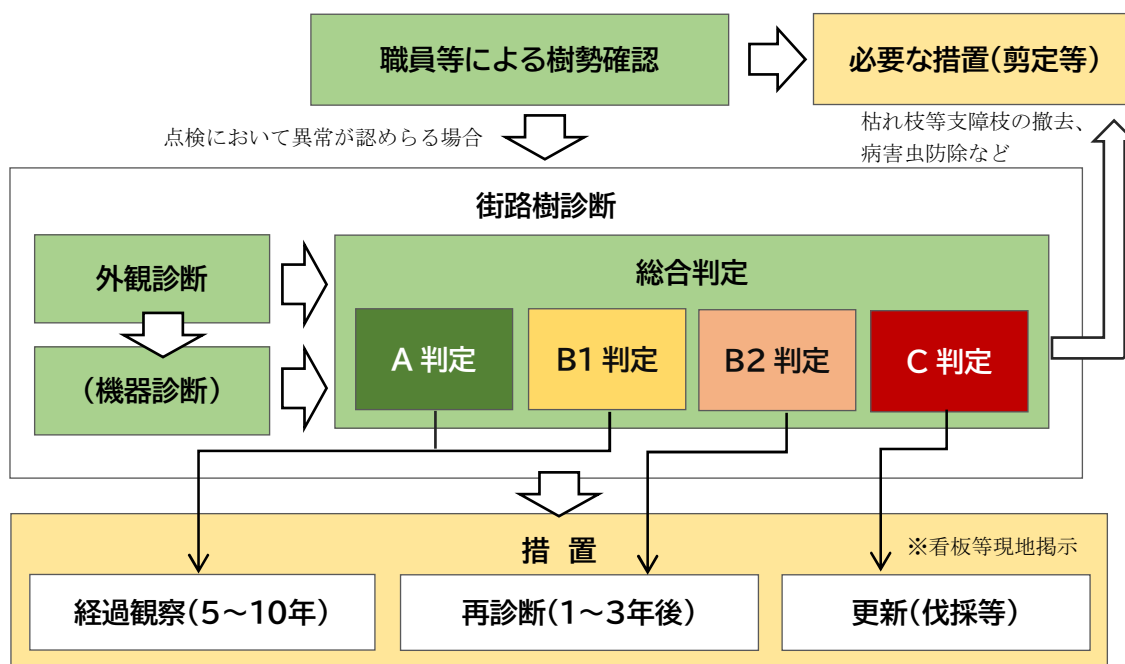 職員等による樹勢確認
必要な措置(剪定等)
点検において異常が認めらる場合
枯れ枝等支障枝の撤去、
病害虫防除など
街路樹診断
外観診断
(機器診断)
総合判定
A 判定
B1 判定
B2 判定
C 判定
措 置
※看板等現地掲示
経過観察(5～10年)
再診断(1～3年後)
更新(伐採等)